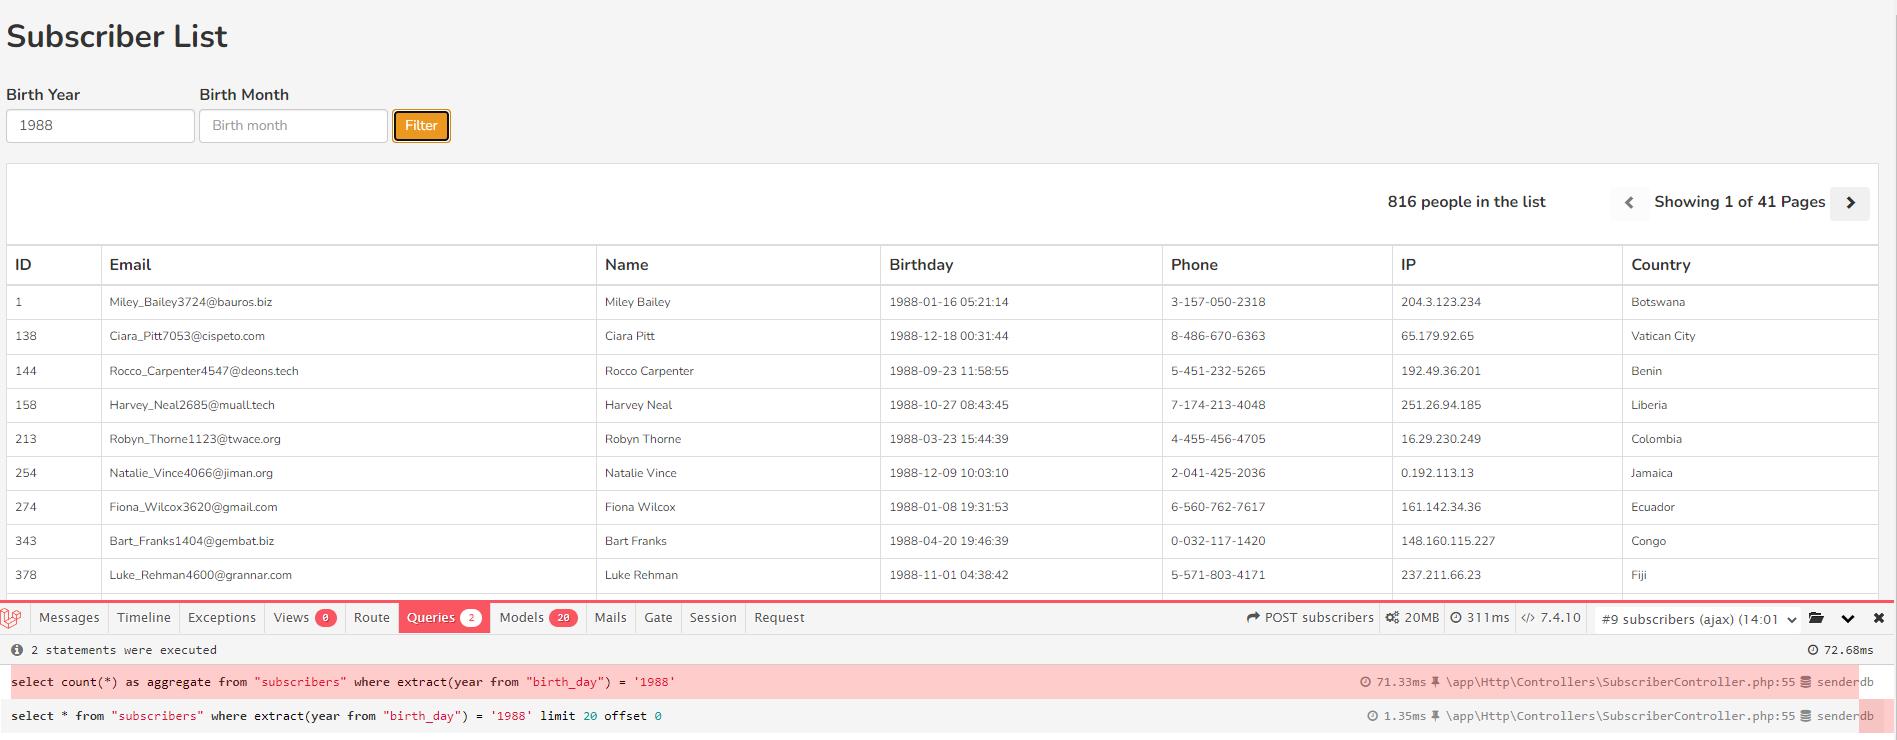 Subscriber List
Birth Year Birth Month
1988 Birth month Filter
816 people in the list Showing 1 of 41 Pages
ID Email Name Birthday Phone IP Country
1 Miley_Bailey3724@bauros.biz Miley Bailey 1988-01-16 05:21:14 3-157-050-2318 204.3.123.234 Botswana
138 Ciara_Pitt7053@cispeto.com Ciara Pitt 1988-12-18 00:31:44 8-486-670-6363 65.179.92.65 Vatican City
144 Rocco_Carpenter4547@deons.tech Rocco Carpenter 1988-09-23 11:58:55 5-451-232-5265 192.49.36.201 Benin
158 Harvey_Neal2685@muall.tech Harvey Neal 1988-10-27 08:43:45 7-174-213-4048 251.26.94.185 Liberia
213 Robyn_Thorne1123@twace.org Robyn Thorne 1988-03-23 15:44:39 4-455-456-4705 16.29.230.249 Colombia
254 Natalie_Vince4066@jiman.org Natalie Vince 1988-12-09 10:03:10 2-041-425-2036 0.192.113.13 Jamaica
274 Fiona_Wilcox3620@gmail.com Fiona Wilcox 1988-01-08 19:31:53 6-560-762-7617 161.142.34.36 Ecuador
343 Bart_Franks1404@gembat.biz Bart Franks 1988-04-20 19:46:39 0-032-117-1420 148.160.115.227 Congo
378 Luke_Rehman4600@grannar.com Luke Rehman 1988-11-01 04:38:42 5-571-803-4171 237.211.66.23 Fiji
Messages Timeline Exceptions Views 0 Route Queries 2 Models 20 Mails Gate Session Request POST subscribers 20MB 311ms </> 7.4.10 #9 subscribers (ajax) (14:01
2 statements were executed 72.68ms
select count(*) as aggregate from "subscribers" where extract(year from "birth_day") = '1988' 71.33ms \app\Http\Controllers\SubscriberController.php:55 senderdb
select * from "subscribers" where extract(year from "birth_day") = '1988' limit 20 offset 0 1.35ms \app\Http\Controllers\SubscriberController.php:55 senderdb